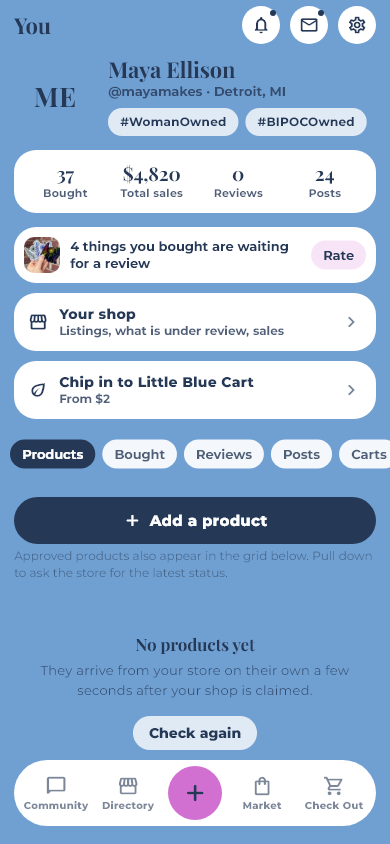 You
Maya Ellison
ME
@mayamakes · Detroit, MI
#WomanOwned #BIPOCOwned
37 $4,820 0 24
Bought Total sales Reviews Posts
4 things you bought are waiting
for a review
Rate
Your shop
Listings, what is under review, sales
Chip in to Little Blue Cart
From $2
Products Bought Reviews Posts Carts
+ Add a product
Approved products also appear in the grid below. Pull down
to ask the store for the latest status.
No products yet
They arrive from your store on their own a few
seconds after your shop is claimed.
Check again
Community Directory + Market Check Out